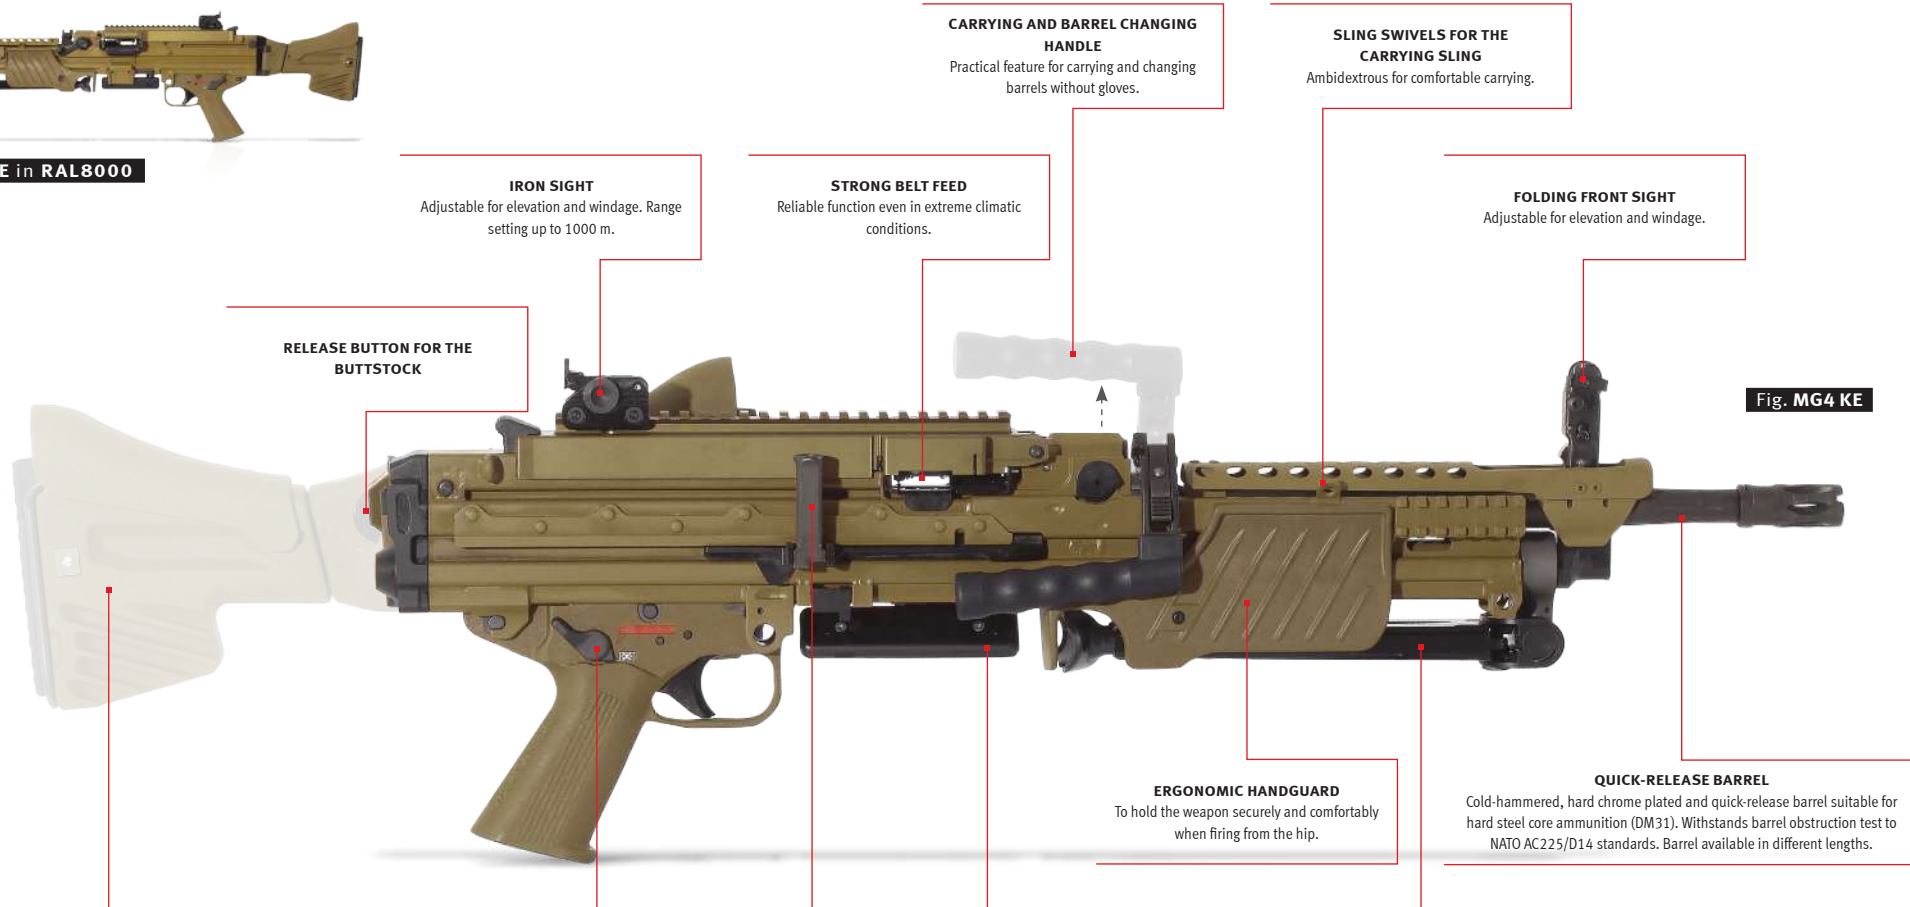 CARRYING AND BARREL CHANGING
HANDLE
Practical feature for carrying and changing
barrels without gloves.
SLING SWIVELS FOR THE
CARRYING SLING
Ambidextrous for comfortable carrying.
E in RAL8000
IRON SIGHT
Adjustable for elevation and windage. Range
setting up to 1000 m.
STRONG BELT FEED
Reliable function even in extreme climatic
conditions.
FOLDING FRONT SIGHT
Adjustable for elevation and windage.
RELEASE BUTTON FOR THE
BUTTSTOCK
Fig. MG4 KE
ERGONOMIC HANDGUARD
To hold the weapon securely and comfortably
when firing from the hip.
QUICK-RELEASE BARREL
Cold-hammered, hard chrome plated and quick-release barrel suitable for
hard steel core ammunition (DM31). Withstands barrel obstruction test to
NATO AC225/D14 standards. Barrel available in different lengths.